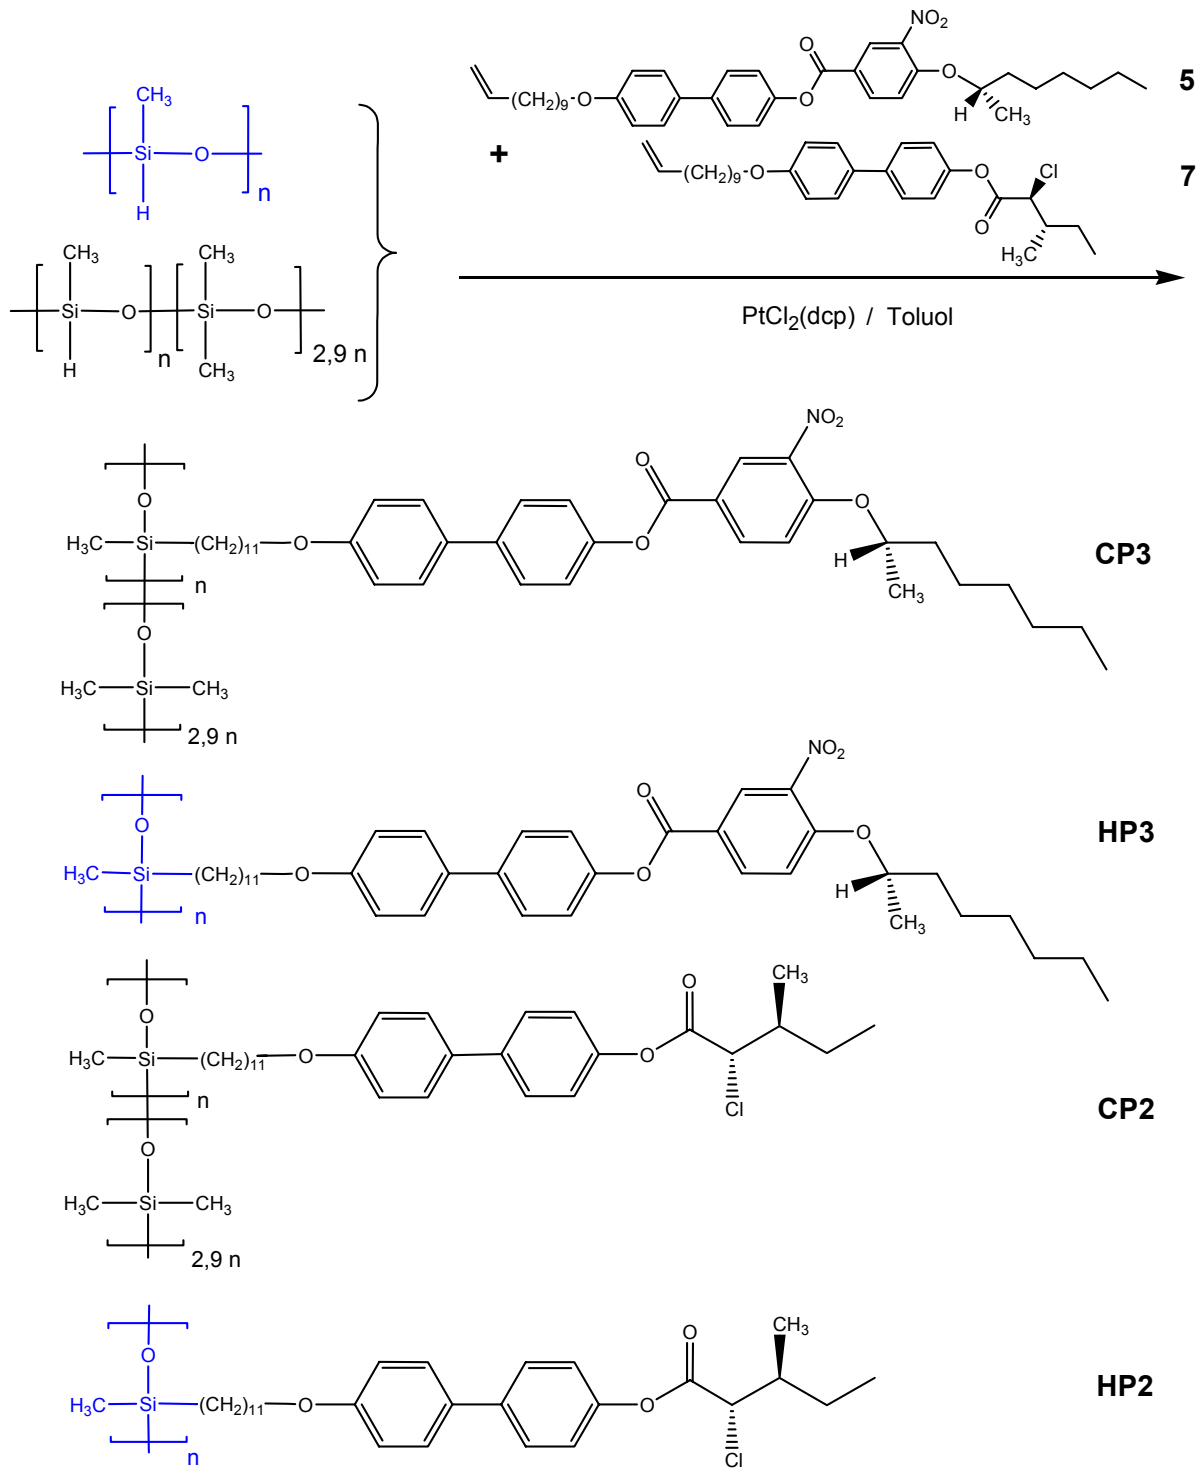 NO₂
O
O
O
H
CH₃
(CH₂)₉
O
5
+
(CH₂)₉
O
O
O
Cl
H₃C
7
CH₃
Si
O
H
n
CH₃
CH₃
Si
O
Si
O
H
CH₃
n
2,9 n
PtCl₂(dcp) / Toluol
NO₂
O
O
O
H₃C
Si
(CH₂)₁₁
O
O
O
H
CH₃
n
CP3
O
H₃C
Si
CH₃
2,9 n
NO₂
O
O
O
H₃C
Si
(CH₂)₁₁
O
O
H
CH₃
n
HP3
O
CH₃
O
H₃C
Si
(CH₂)₁₁
O
O
Cl
n
CP2
O
H₃C
Si
CH₃
2,9 n
O
CH₃
O
H₃C
Si
(CH₂)₁₁
O
O
Cl
n
HP2